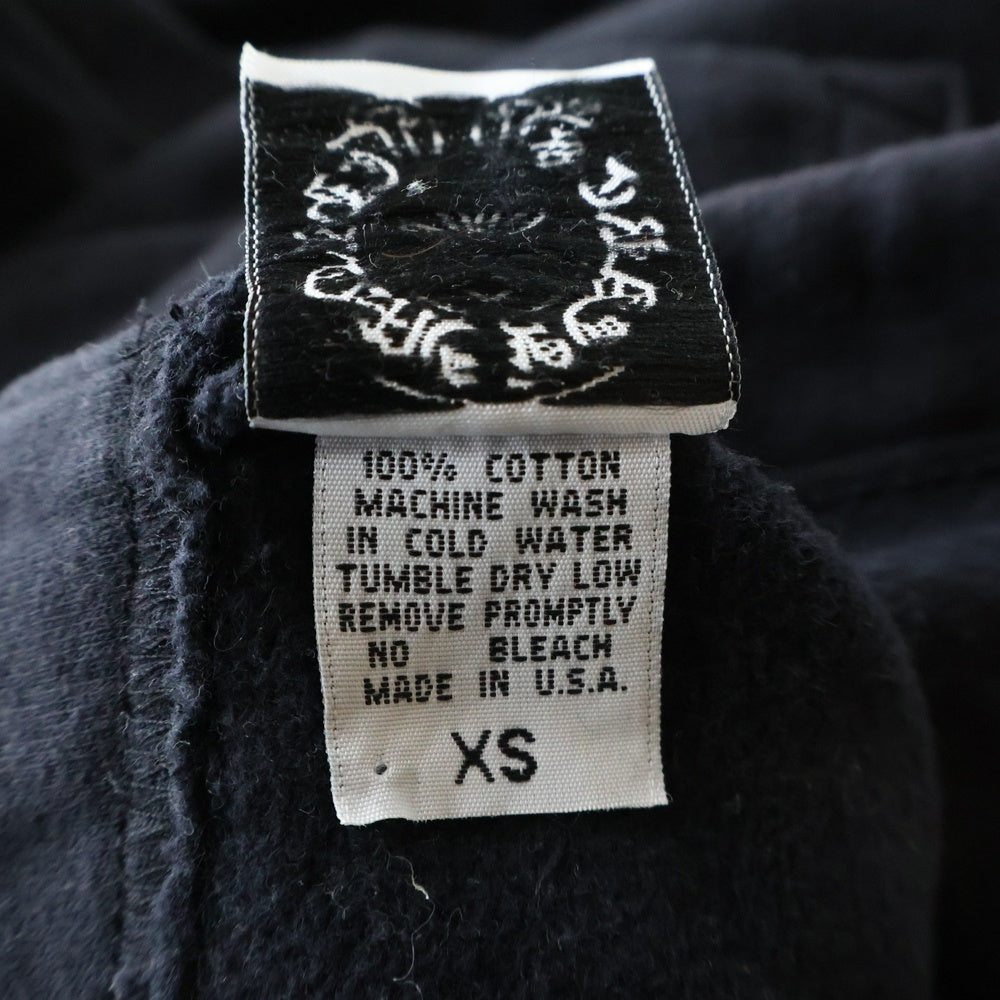 100% COTTON
MACHINE WASH
IN COLD WATER
TUMBLE DRY LOW
REMOVE PROMPTLY
NO BLEACH
MADE IN U.S.A.
XS